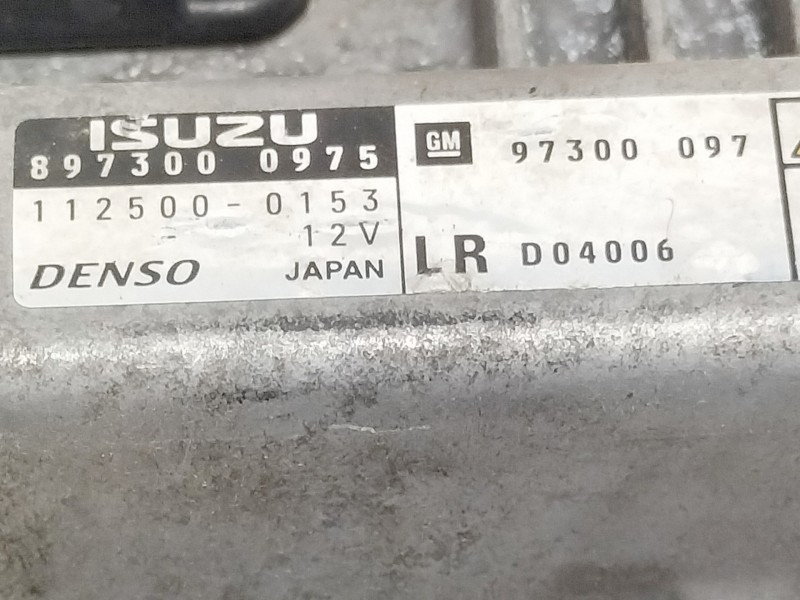 ISUZU
897300 0975
112500-0153
- 12V
DENSO JAPAN
GM 97300 097
LR D04006